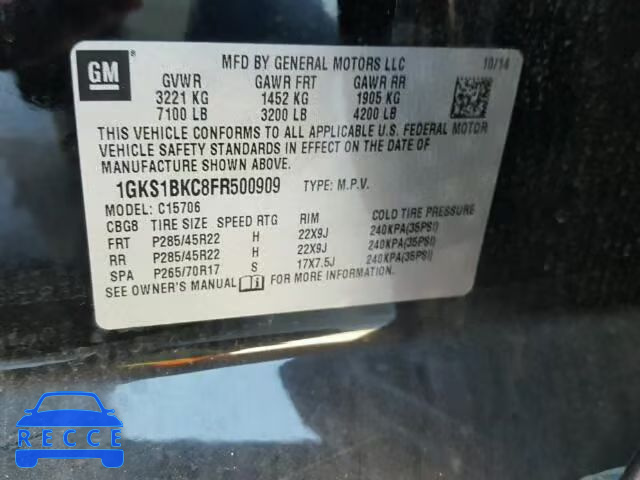 GM
MFD BY GENERAL MOTORS LLC 10/14
GVWR GAWR FRT GAWR RR
3221 KG 1452 KG 1905 KG
7100 LB 3200 LB 4200 LB
THIS VEHICLE CONFORMS TO ALL APPLICABLE U.S. FEDERAL MOTOR
VEHICLE SAFETY STANDARDS IN EFFECT ON THE DATE OF
MANUFACTURE SHOWN ABOVE.
1GKS1BKC8FR500909 TYPE: M.P.V.
MODEL: C15706
CBG8 TIRE SIZE SPEED RTG RIM COLD TIRE PRESSURE
FRT P285/45R22 H 22X9J 240KPA(35PSI)
RR P285/45R22 H 22X9J 240KPA(35PSI)
SPA P265/70R17 S 17X7.5J 240KPA(35PSI)
SEE OWNER'S MANUAL FOR MORE INFORMATION.
RECCE